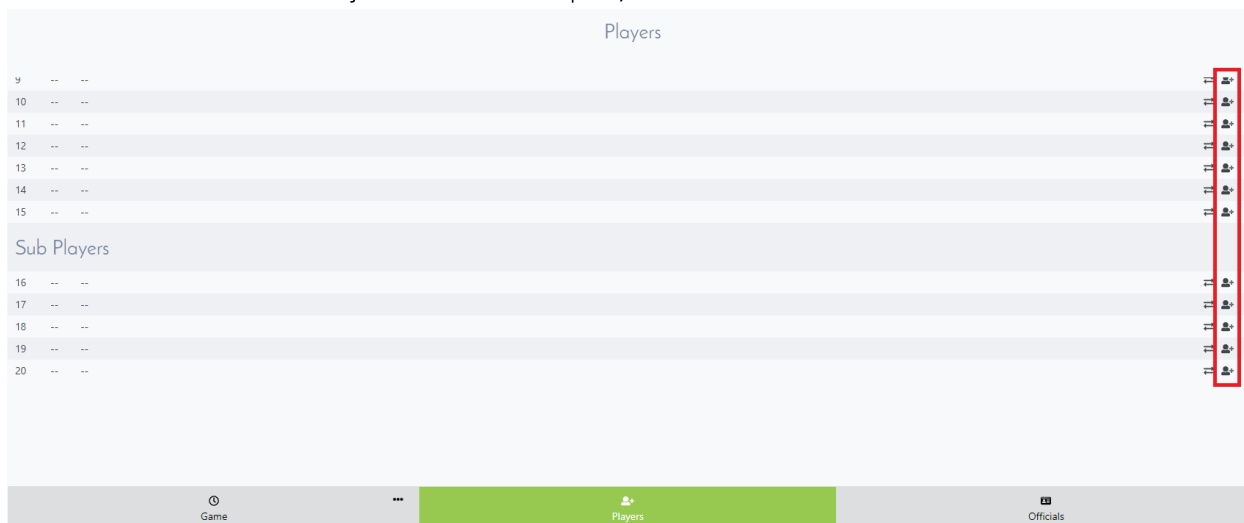 Players
9 -- --
10 -- --
11 -- --
12 -- --
13 -- --
14 -- --
15 -- --
Sub Players
16 -- --
17 -- --
18 -- --
19 -- --
20 -- --
Game ••• Players Officials